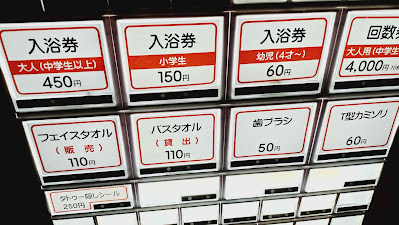 入浴券
大人(中学生以上)
450円
入浴券
小学生
150円
入浴券
幼児(4才~)
60円
回数
大人用(中学生
4,000円
フェイスタオル
(販売)
110円
バスタオル
(貸出)
110円
歯ブラシ
50円
T型カミソリ
60円
タトゥー隠しシール
250円